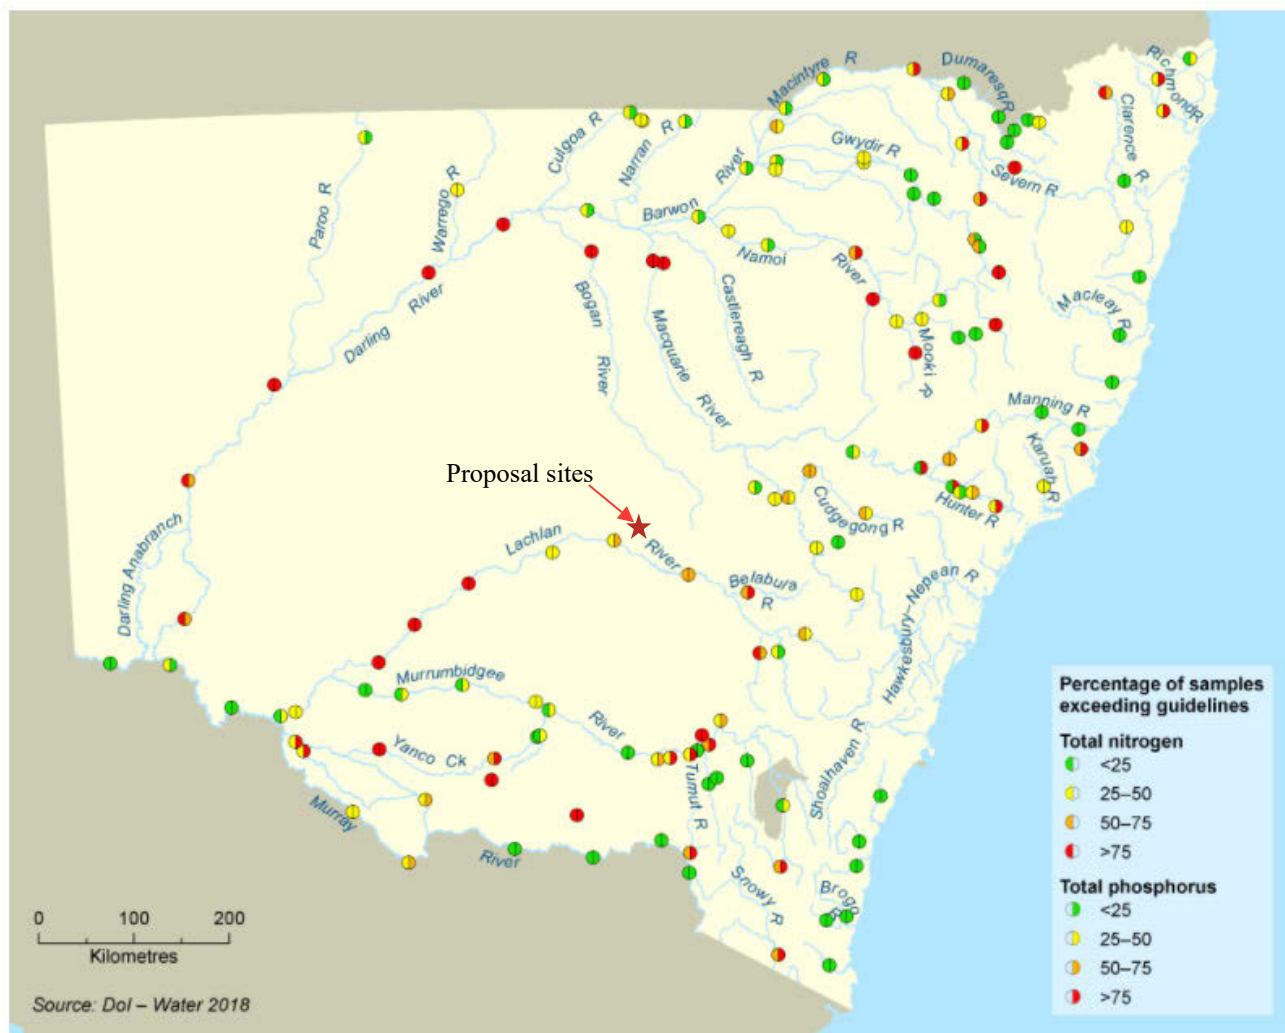 Macintyre R
Dumaresq R
Richmond R
Clarence R
Culgoa R
Narran R
Gwydir R
Severn R
Paroo R
Warrego R
River
Barwon
Namoi
River
Macleay R
Darling River
Bogan River
Macquarie River
Castlereagh R
Mooki R
Manning R
Karuah R
Proposal sites
Hunter R
Cudgegong R
Lachlan
River
Belabura R
Darling Anabranch
Hawkesbury–Nepean R
Murrumbidgee
River
Yanco Ck
Tumut R
Shoalhaven R
Murray
River
Snowy R
Brogo R
Percentage of samples
exceeding guidelines
Total nitrogen
<25
25–50
50–75
>75
Total phosphorus
<25
25–50
50–75
>75
0 100 200
Kilometres
Source: DoI – Water 2018